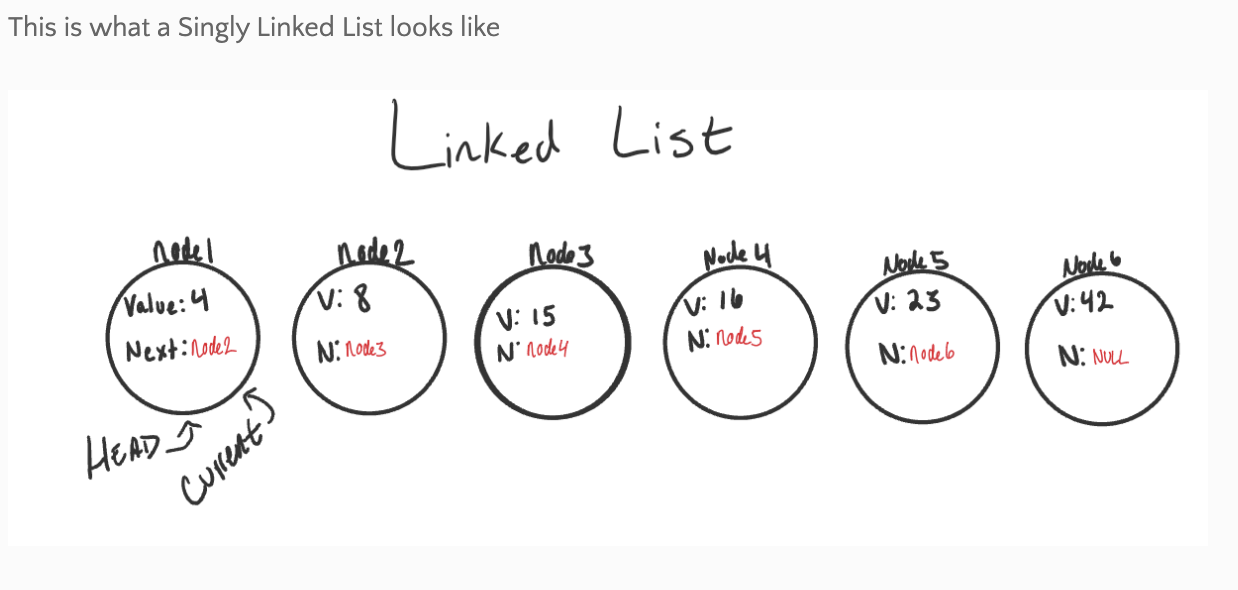 This is what a Singly Linked List looks like
Linked List
node1
Value: 4
Next: node2
node2
V: 8
N: node3
node3
V: 15
N: node4
Node 4
V: 16
N: node5
Node 5
V: 23
N: node6
Node 6
V: 42
N: NULL
HEAD
Current